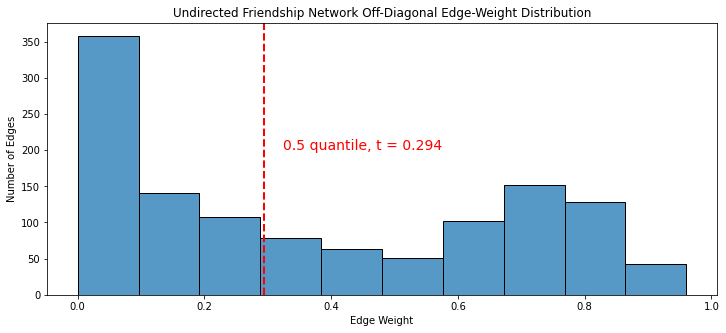 Undirected Friendship Network Off-Diagonal Edge-Weight Distribution
350
300
250
200
150
100
50
0
Number of Edges
0.5 quantile, t = 0.294
0.0 0.2 0.4 0.6 0.8 1.0
Edge Weight